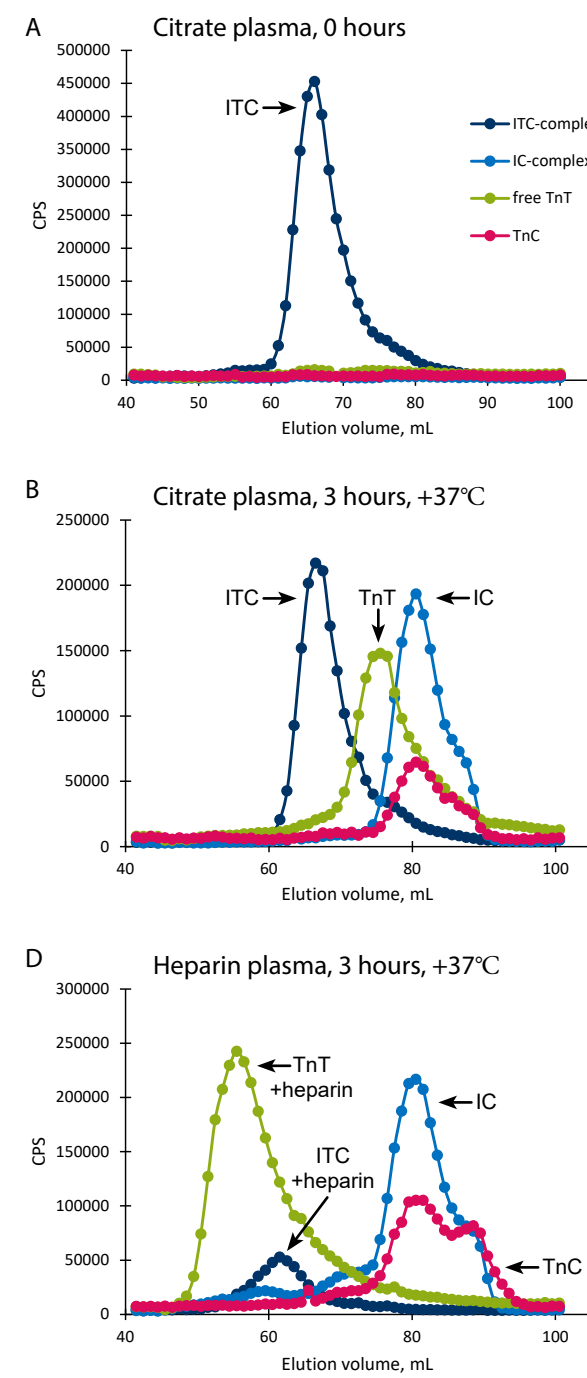 A Citrate plasma, 0 hours
500000
450000
400000
350000
300000
250000
200000
150000
100000
50000
0
CPS
ITC
ITC-comple
IC-complex
free TnT
TnC
40 50 60 70 80 90 100
Elution volume, mL
B Citrate plasma, 3 hours, +37℃
250000
200000
150000
100000
50000
0
CPS
ITC TnT IC
40 60 80 100
Elution volume, mL
D Heparin plasma, 3 hours, +37℃
300000
250000
200000
150000
100000
50000
0
CPS
TnT
+heparin
IC
ITC
+heparin
TnC
40 60 80 100
Elution volume, mL